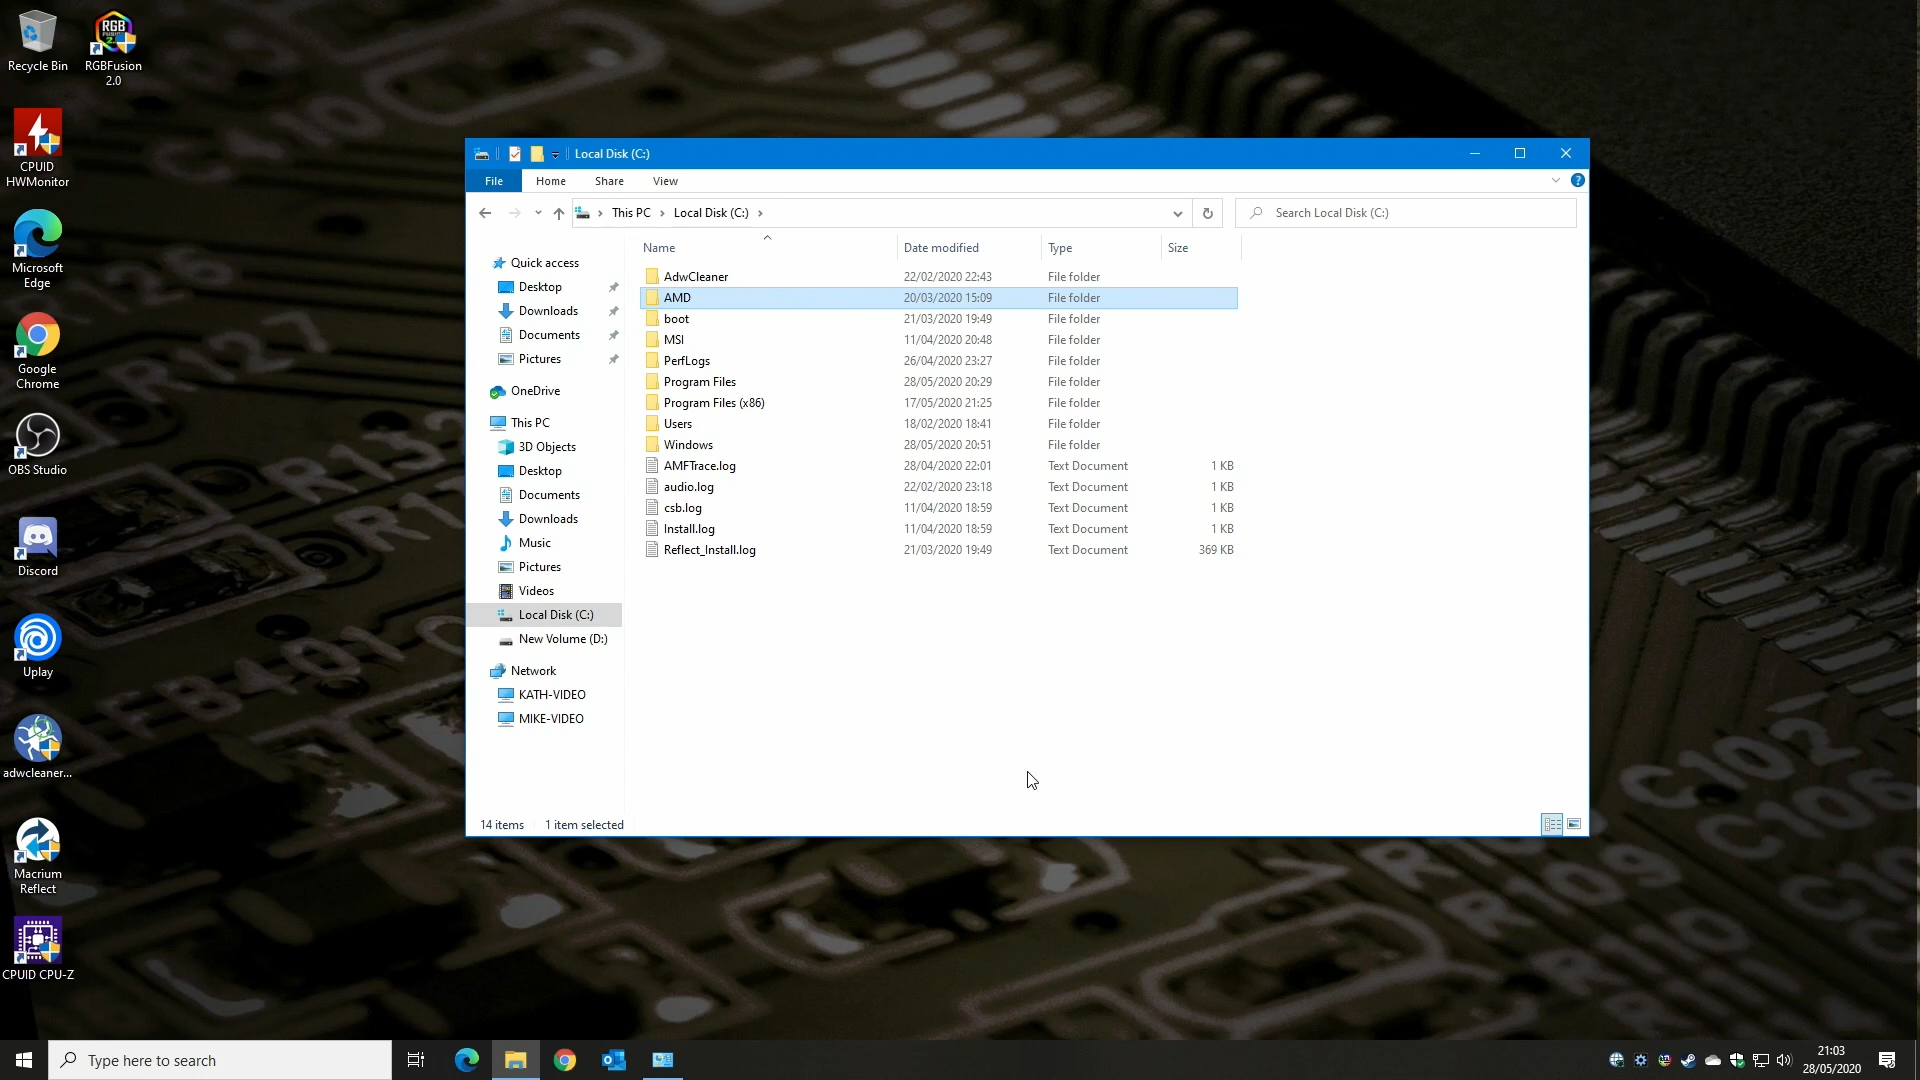 Recycle Bin
RGBFusion
2.0
CPUID
HWMonitor
Microsoft
Edge
Google
Chrome
OBS Studio
Discord
Uplay
adwcleaner...
Macrium
Reflect
CPUID CPU-Z
Local Disk (C:)
File Home Share View
This PC Local Disk (C:)
Search Local Disk (C:)
Name Date modified Type Size
Quick access
Desktop
Downloads
Documents
Pictures
OneDrive
This PC
3D Objects
Desktop
Documents
Downloads
Music
Pictures
Videos
Local Disk (C:)
New Volume (D:)
Network
KATH-VIDEO
MIKE-VIDEO
AdwCleaner 22/02/2020 22:43 File folder
AMD 20/03/2020 15:09 File folder
boot 21/03/2020 19:49 File folder
MSI 11/04/2020 20:48 File folder
PerfLogs 26/04/2020 23:27 File folder
Program Files 28/05/2020 20:29 File folder
Program Files (x86) 17/05/2020 21:25 File folder
Users 18/02/2020 18:41 File folder
Windows 28/05/2020 20:51 File folder
AMFTrace.log 28/04/2020 22:01 Text Document 1 KB
audio.log 22/02/2020 23:18 Text Document 1 KB
csb.log 11/04/2020 18:59 Text Document 1 KB
Install.log 11/04/2020 18:59 Text Document 1 KB
Reflect_Install.log 21/03/2020 19:49 Text Document 369 KB
14 items 1 item selected
C410
R127
R126
R132
C1026
R109
Type here to search
21:03
28/05/2020